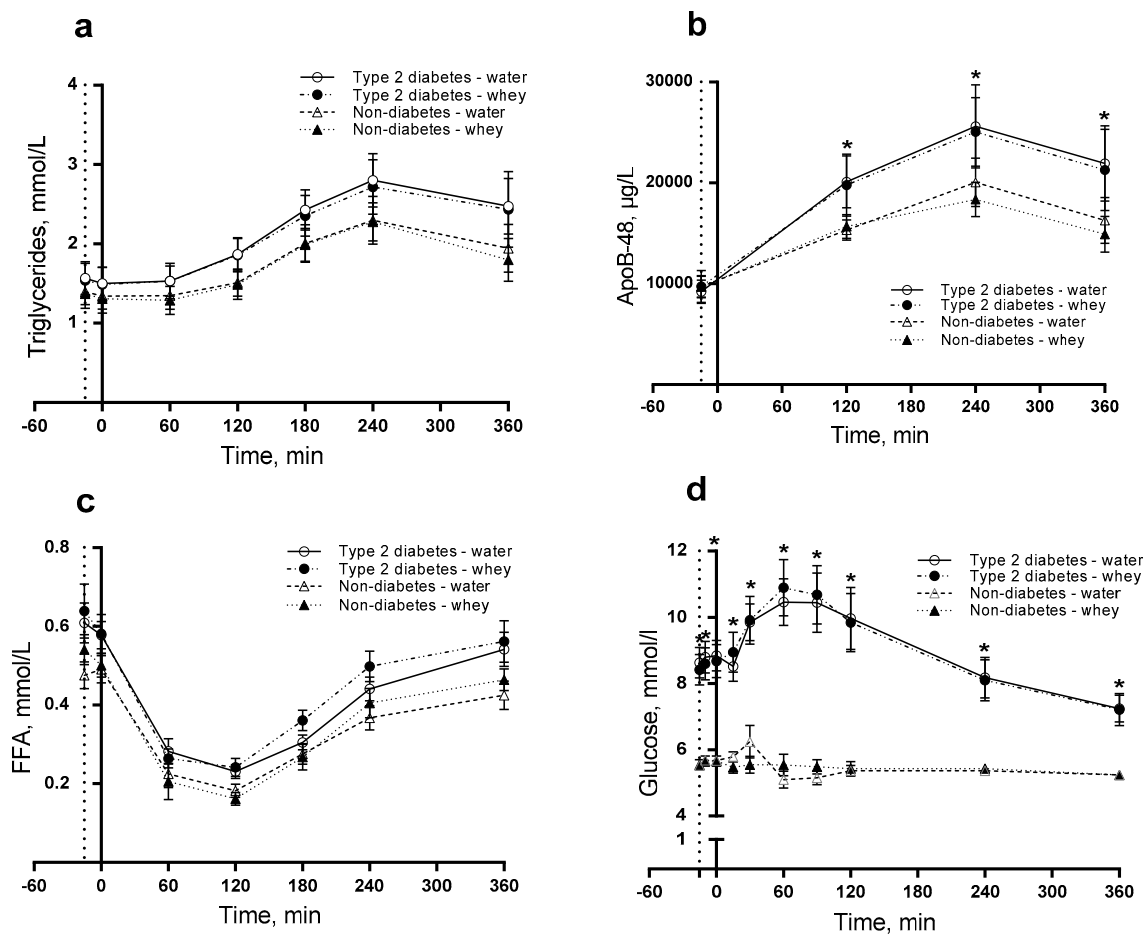 a
Type 2 diabetes - water
Type 2 diabetes - whey
Non-diabetes - water
Non-diabetes - whey
4
3
2
1
Triglycerides, mmol/L
-60 0 60 120 180 240 300 360
Time, min
b
30000
20000
10000
ApoB-48, µg/L
* * *
Type 2 diabetes - water
Type 2 diabetes - whey
Non-diabetes - water
Non-diabetes - whey
-60 0 120 180 240 300 360
Time, min
c
Type 2 diabetes - water
Type 2 diabetes - whey
Non-diabetes - water
Non-diabetes - whey
0.8
0.6
0.4
0.2
FFA, mmol/L
-60 0 60 120 180 240 300 360
Time, min
d
Type 2 diabetes - water
Type 2 diabetes - whey
Non-diabetes - water
Non-diabetes - whey
12
10
8
6
4
1
Glucose, mmol/l
* * * * * * * * * *
-60 0 60 120 180 240 300 360
Time, min